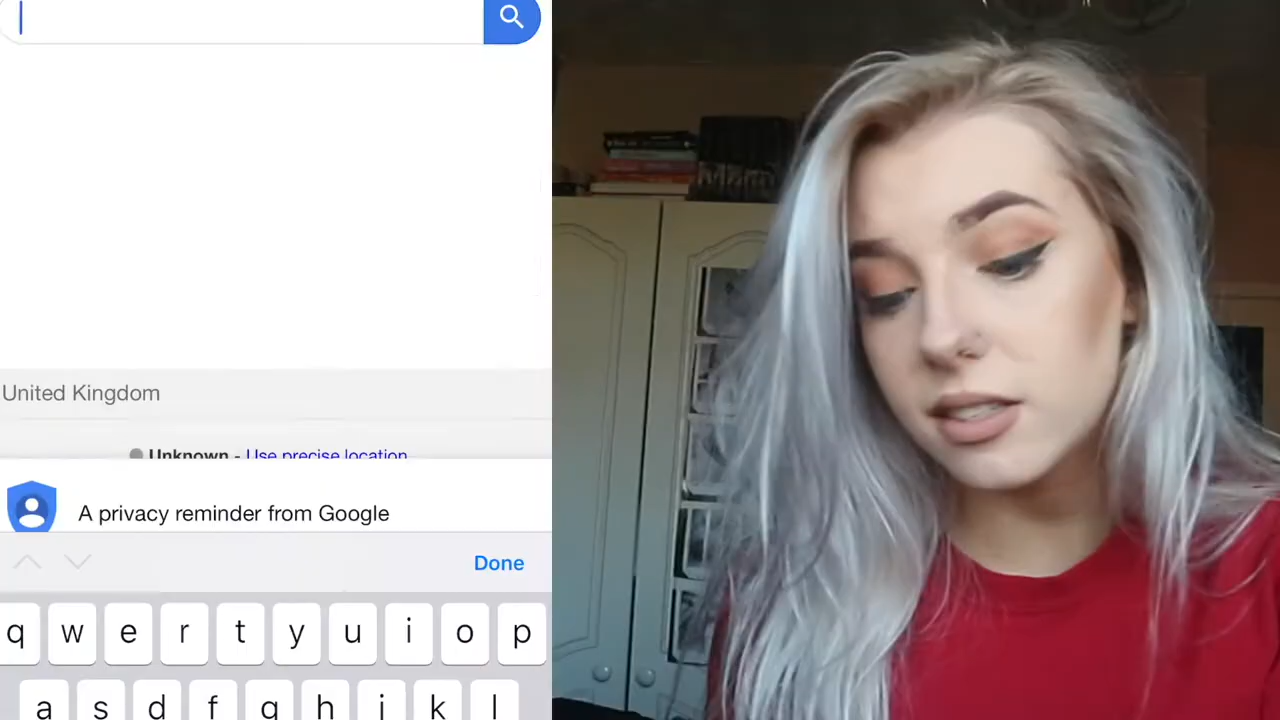 United Kingdom
Unknown - Use precise location
A privacy reminder from Google
Done
q w e r t y u i o p
a s d f g h j k l